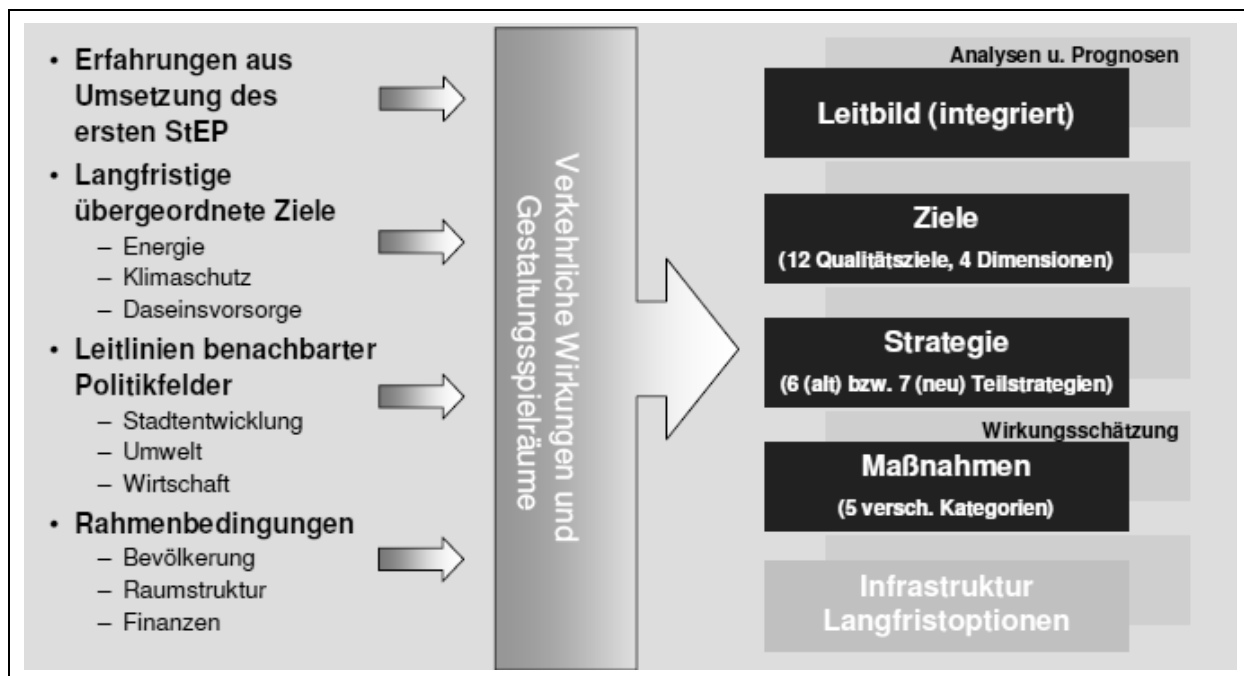 • Erfahrungen aus
Umsetzung des
ersten StEP
• Langfristige
übergeordnete Ziele
– Energie
– Klimaschutz
– Daseinsvorsorge
• Leitlinien benachbarter
Politikfelder
– Stadtentwicklung
– Umwelt
– Wirtschaft
• Rahmenbedingungen
– Bevölkerung
– Raumstruktur
– Finanzen
Verkehrliche Wirkungen und
Gestaltungsspielräume
Analysen u. Prognosen
Leitbild (integriert)
Ziele
(12 Qualitätsziele, 4 Dimensionen)
Strategie
(6 (alt) bzw. 7 (neu) Teilstrategien)
Wirkungsschätzung
Maßnahmen
(5 versch. Kategorien)
Infrastruktur
Langfristoptionen